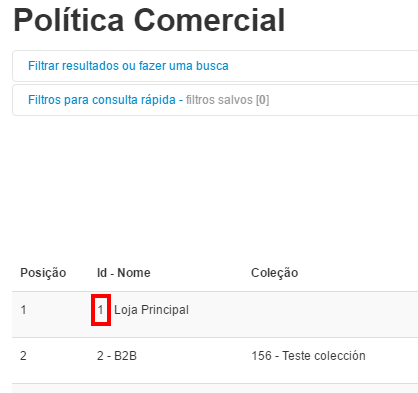 Política Comercial
Filtrar resultados ou fazer uma busca
Filtros para consulta rápida - filtros salvos [0]
Posição Id - Nome Coleção
1 1 Loja Principal
2 2 - B2B 156 - Teste colección